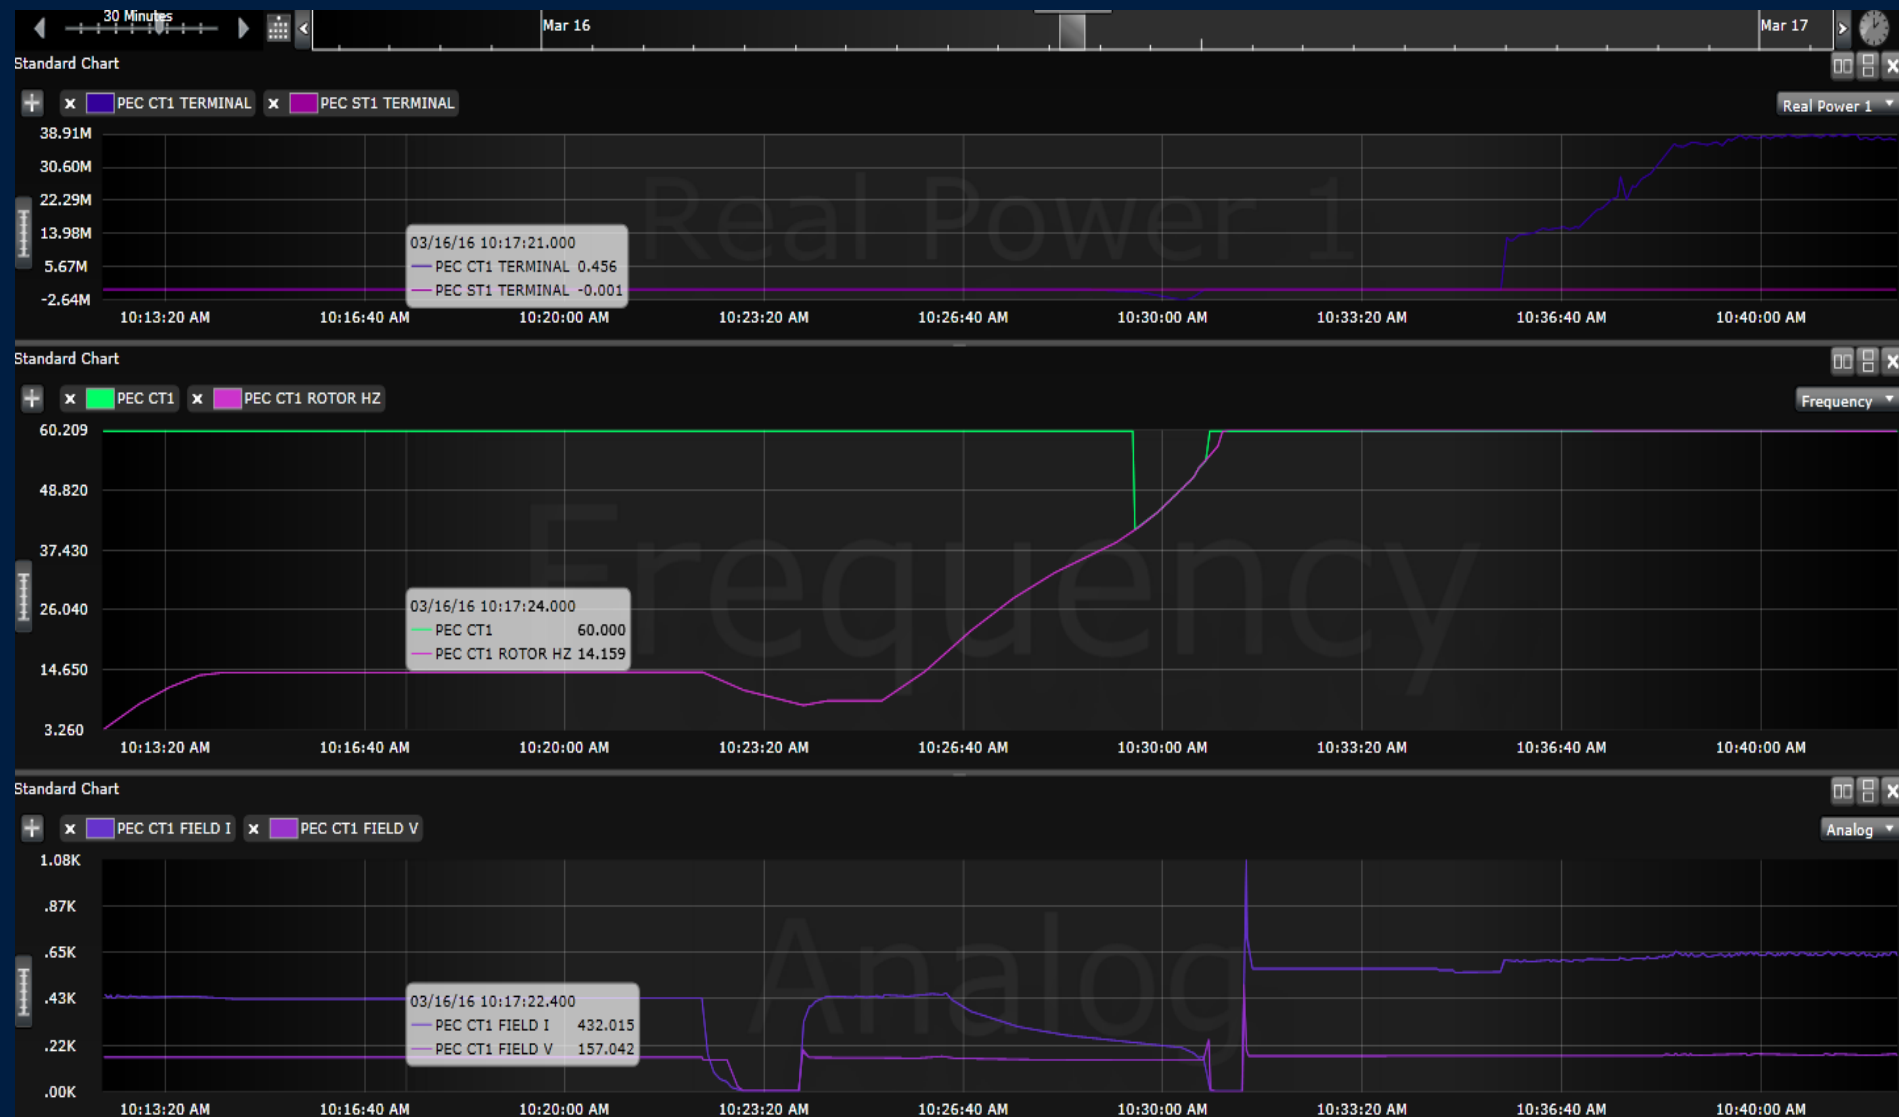 30 Minutes
Mar 16
Mar 17
Standard Chart
PEC CT1 TERMINAL
PEC ST1 TERMINAL
Real Power 1
Real Power 1
38.91M
30.60M
22.29M
13.98M
5.67M
-2.64M
03/16/16 10:17:21.000
PEC CT1 TERMINAL 0.456
PEC ST1 TERMINAL -0.001
10:13:20 AM 10:16:40 AM 10:20:00 AM 10:23:20 AM 10:26:40 AM 10:30:00 AM 10:33:20 AM 10:36:40 AM 10:40:00 AM
Standard Chart
PEC CT1
PEC CT1 ROTOR HZ
Frequency
Frequency
60.209
48.820
37.430
26.040
14.650
3.260
03/16/16 10:17:24.000
PEC CT1 60.000
PEC CT1 ROTOR HZ 14.159
10:13:20 AM 10:16:40 AM 10:20:00 AM 10:23:20 AM 10:26:40 AM 10:30:00 AM 10:33:20 AM 10:36:40 AM 10:40:00 AM
Standard Chart
PEC CT1 FIELD I
PEC CT1 FIELD V
Analog
Analog
1.08K
.87K
.65K
.43K
.22K
.00K
03/16/16 10:17:22.400
PEC CT1 FIELD I 432.015
PEC CT1 FIELD V 157.042
10:13:20 AM 10:16:40 AM 10:20:00 AM 10:23:20 AM 10:26:40 AM 10:30:00 AM 10:33:20 AM 10:36:40 AM 10:40:00 AM